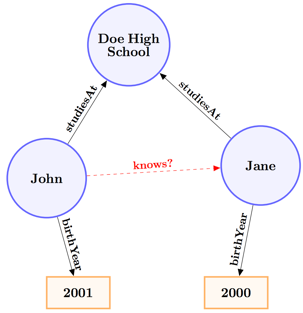 Doe High
School
studiesAt
studiesAt
knows?
John
Jane
birthYear
birthYear
2001
2000